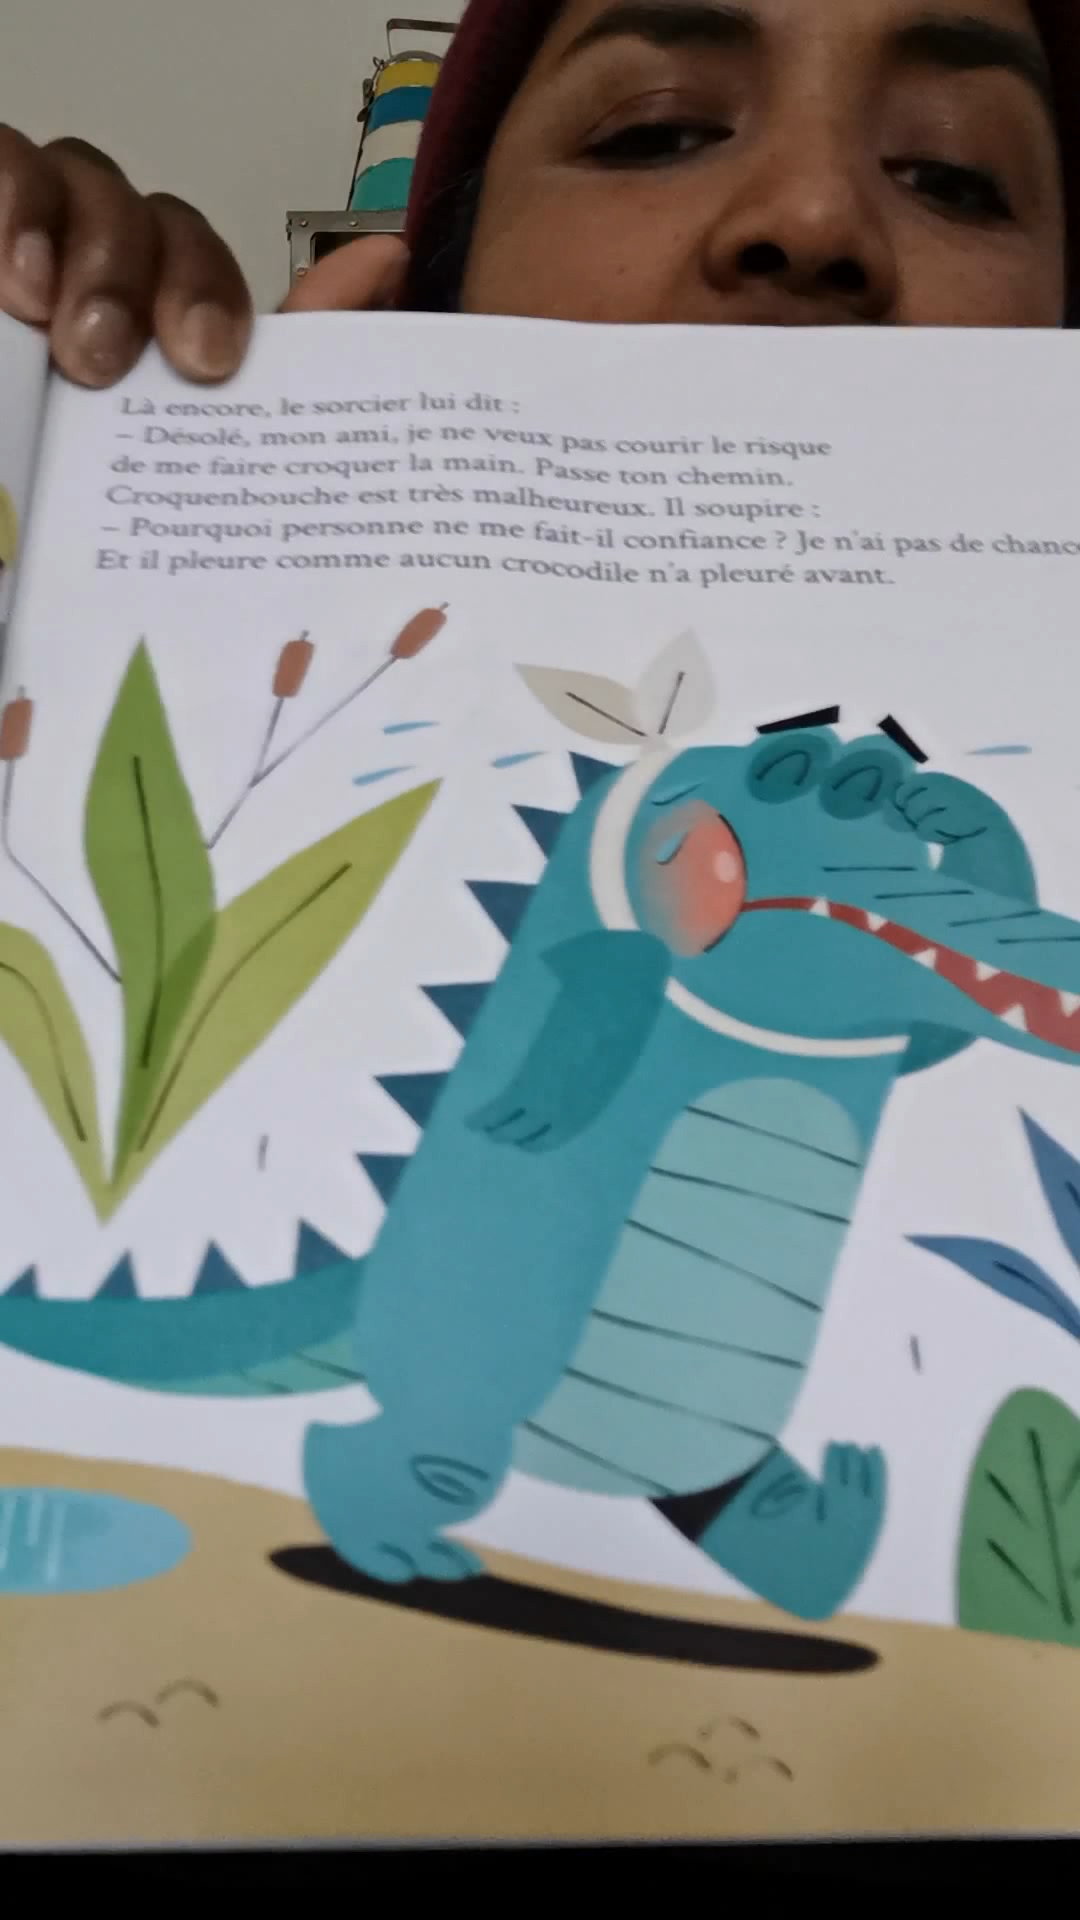 Là encore, le sorcier lui dit :
– Désolé, mon ami, je ne veux pas courir le risque
de me faire croquer la main. Passe ton chemin.
Croquenbouche est très malheureux. Il soupire :
– Pourquoi personne ne me fait-il confiance ? Je n'ai pas de chanc
Et il pleure comme aucun crocodile n'a pleuré avant.